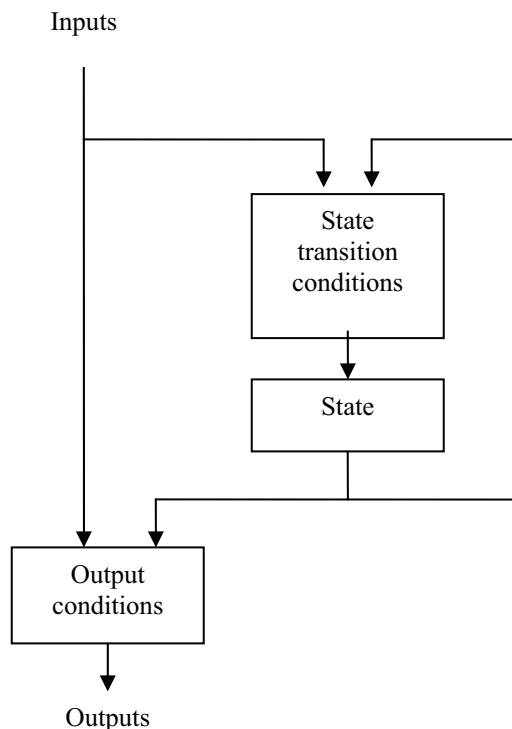 Inputs
State
transition
conditions
State
Output
conditions
Outputs